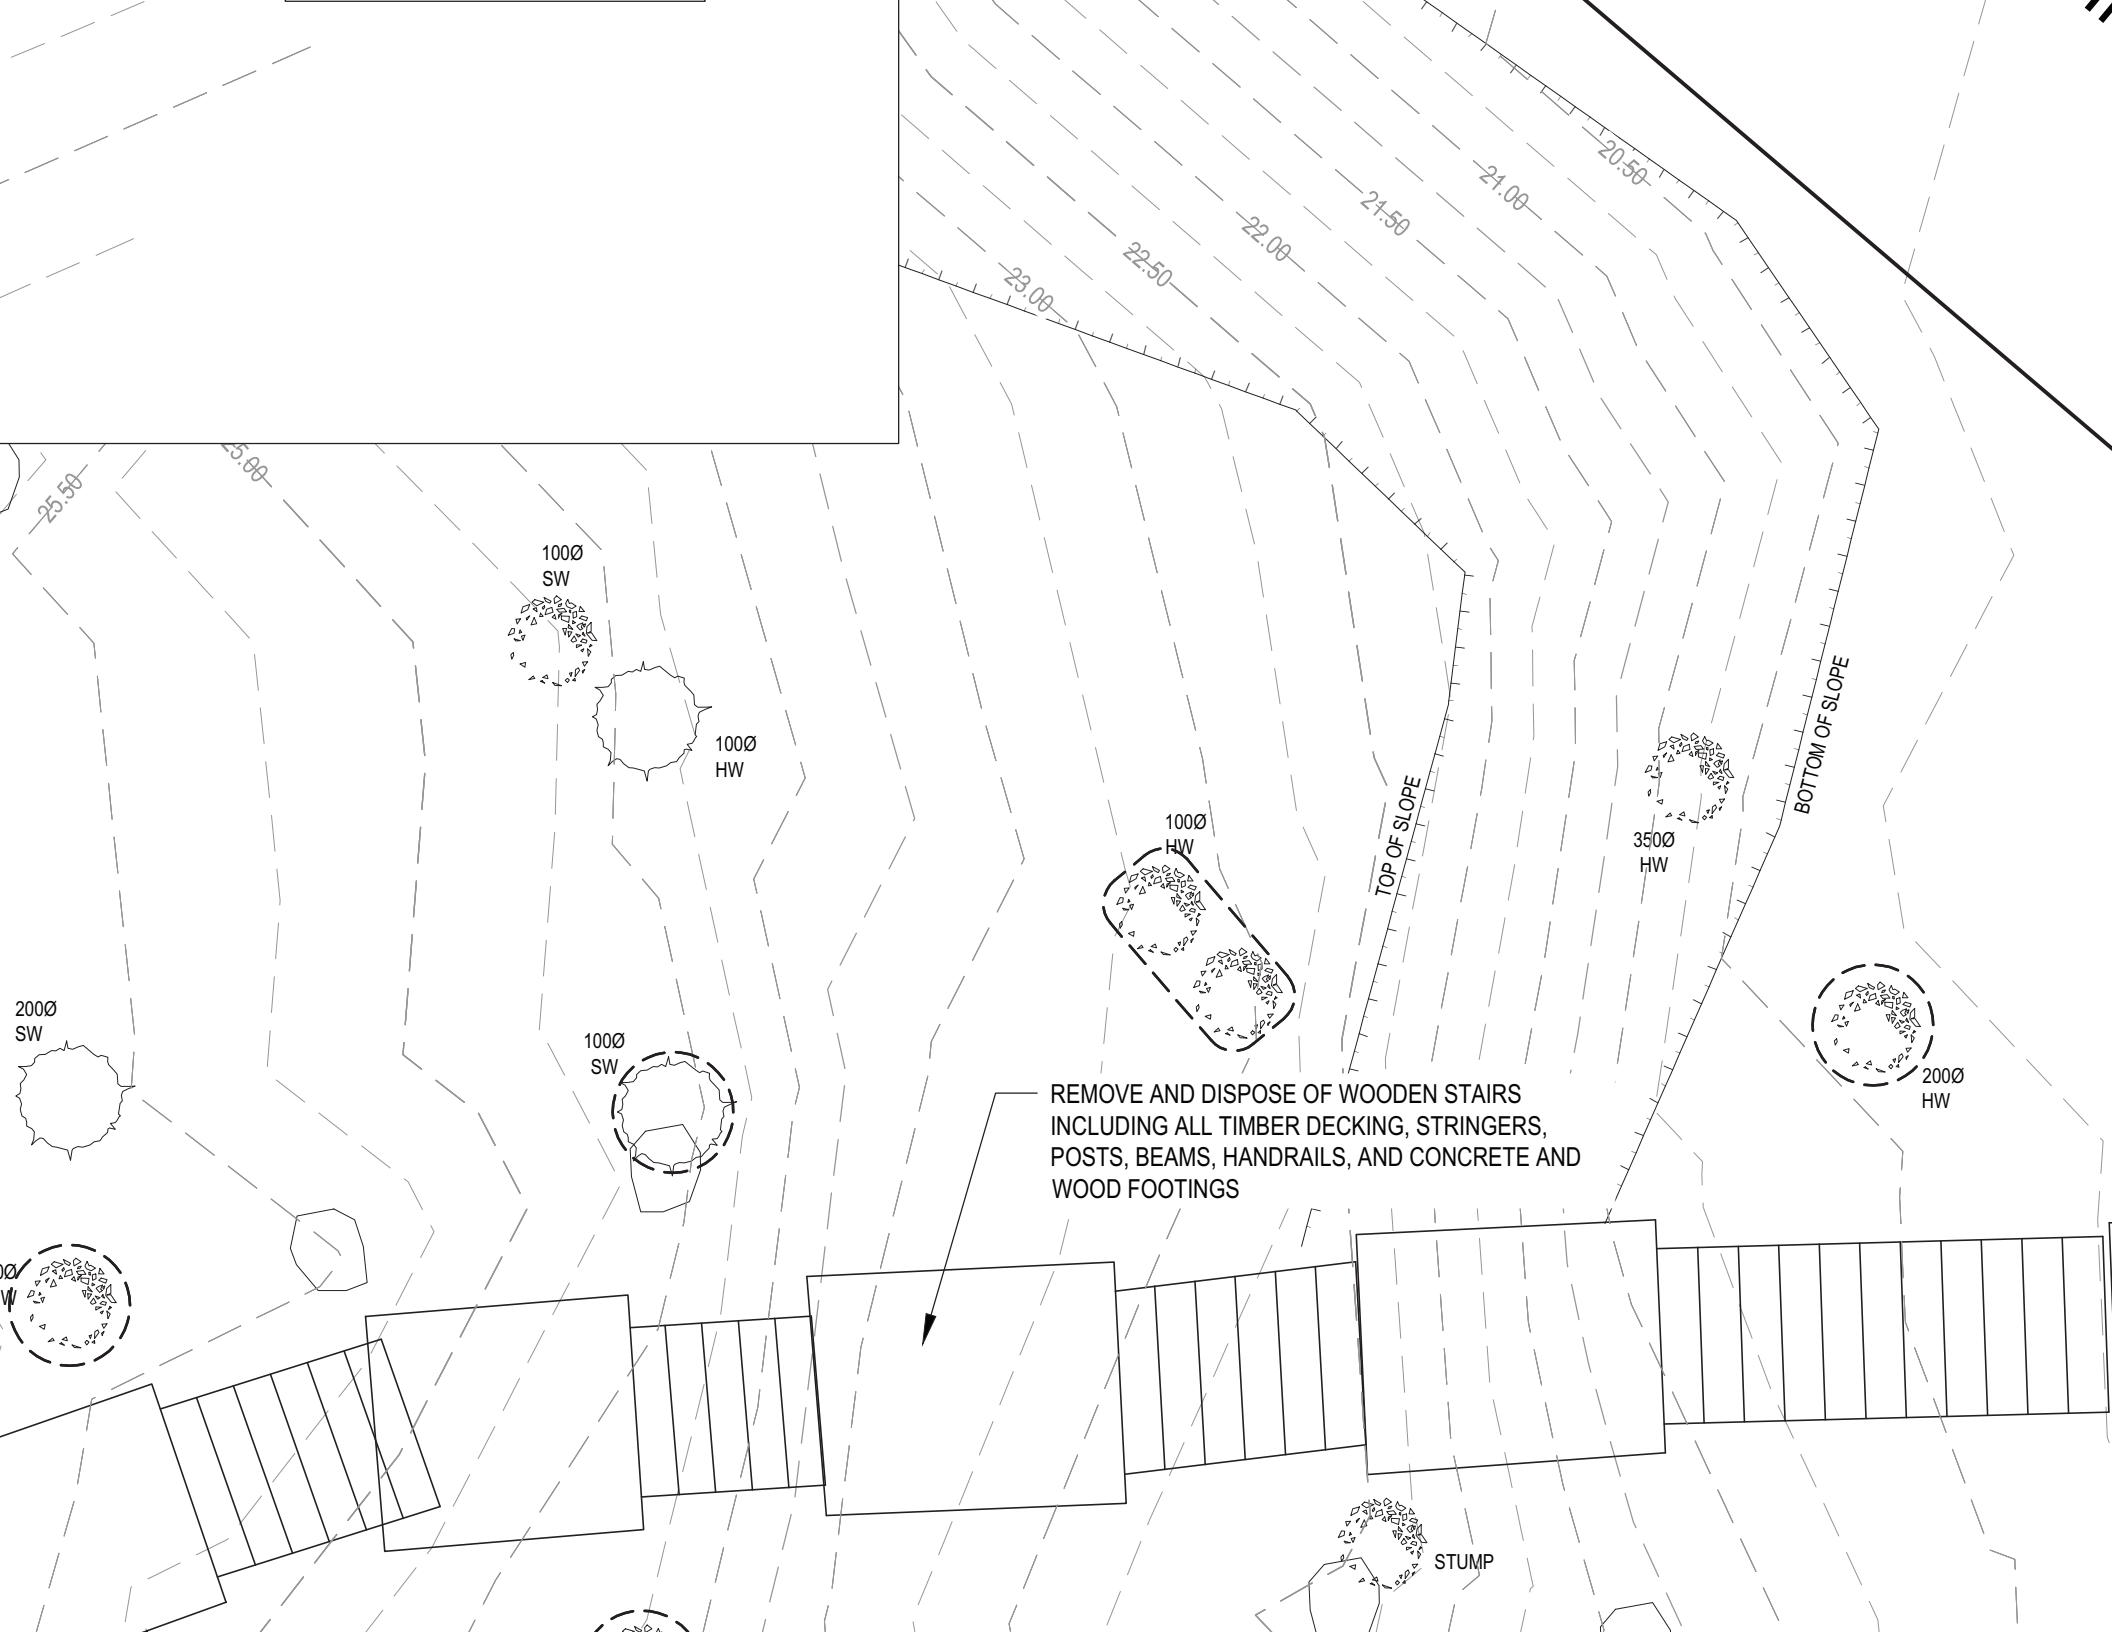 20.50
21.00
21.50
22.00
22.50
23.00
25.00
25.50
100Ø
SW
100Ø
HW
100Ø
HW
TOP OF SLOPE
BOTTOM OF SLOPE
350Ø
HW
200Ø
SW
100Ø
SW
200Ø
HW
REMOVE AND DISPOSE OF WOODEN STAIRS
INCLUDING ALL TIMBER DECKING, STRINGERS,
POSTS, BEAMS, HANDRAILS, AND CONCRETE AND
WOOD FOOTINGS
STUMP